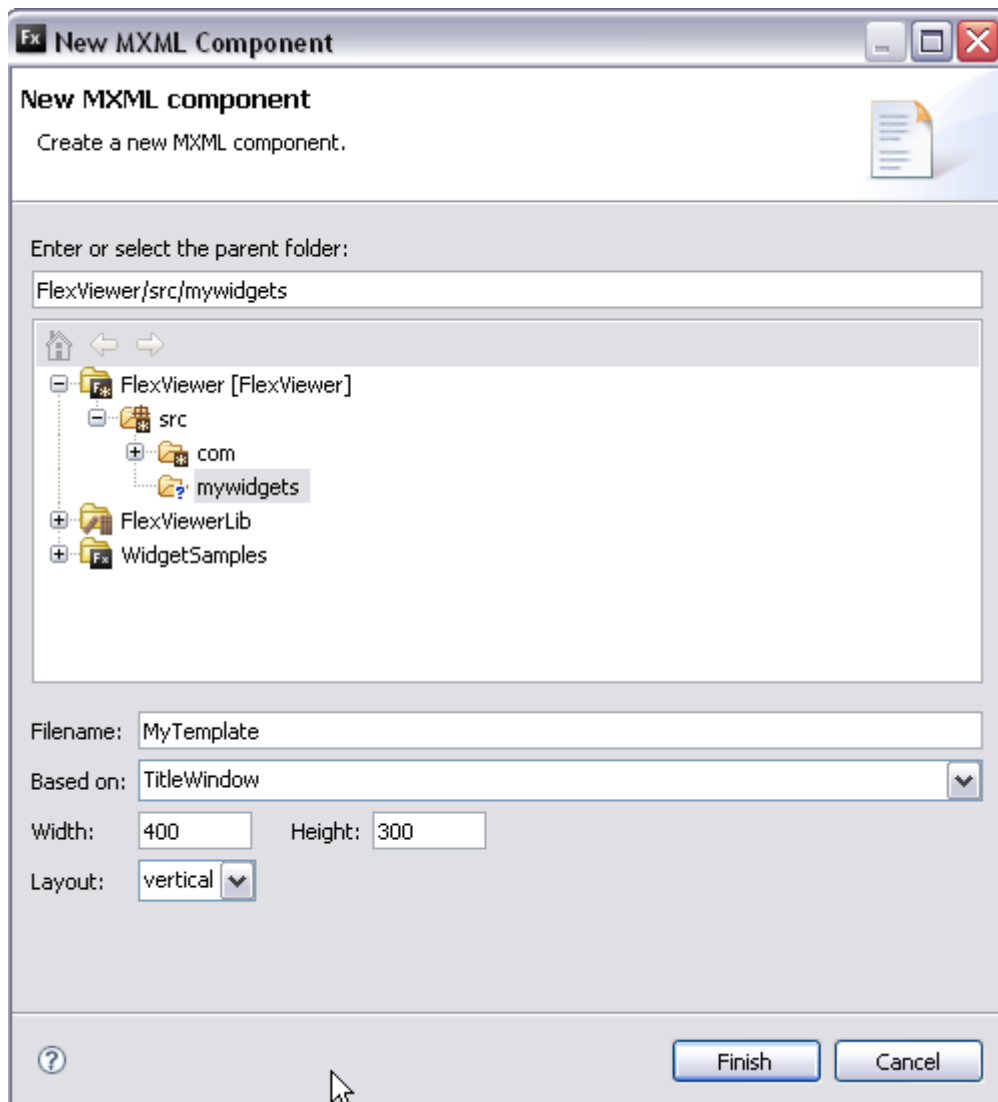 Fx New MXML Component
New MXML component
Create a new MXML component.
Enter or select the parent folder:
FlexViewer/src/mywidgets
FlexViewer [FlexViewer]
src
com
mywidgets
FlexViewerLib
Fx WidgetSamples
Filename: MyTemplate
Based on: TitleWindow
Width: 400 Height: 300
Layout: vertical
? Finish Cancel